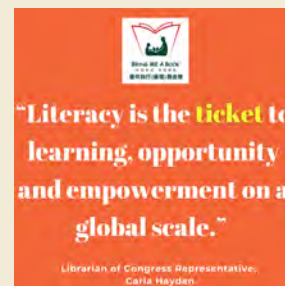 BRING ME A BOOK
"Literacy is the ticket to
learning, opportunity
and empowerment on a
global scale."
Librarian of Congress Representative:
Carla Hayden